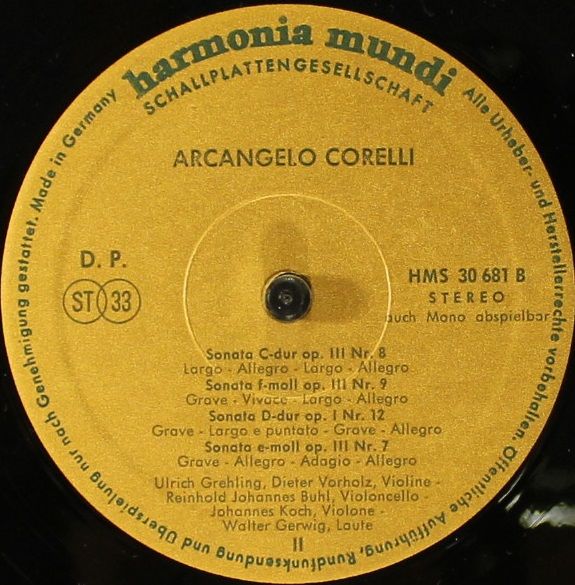 harmonia mundi
SCHALLPLATTENGESELLSCHAFT
ARCANGELO CORELLI
D. P.
ST 33
HMS 30 681 B
STEREO
auch Mono abspielbar
Sonata C-dur op. III Nr. 8
Largo - Allegro - Largo - Allegro
Sonata f-moll op. III Nr. 9
Grave - Vivace - Largo - Allegro
Sonata D-dur op. I Nr. 12
Grave - Largo e puntato - Grave - Allegro
Sonata e-moll op. III Nr. 7
Grave - Allegro - Adagio - Allegro
Ulrich Grehling, Dieter Vorholz, Violine -
Reinhold Johannes Buhl, Violoncello -
Johannes Koch, Violone -
Walter Gerwig, Laute
II
Alle Urheber- und Herstellerrechte vorbehalten. Öffentliche Aufführung, Rundfunksendung und Überspielung nur nach Genehmigung gestattet. Made in Germany